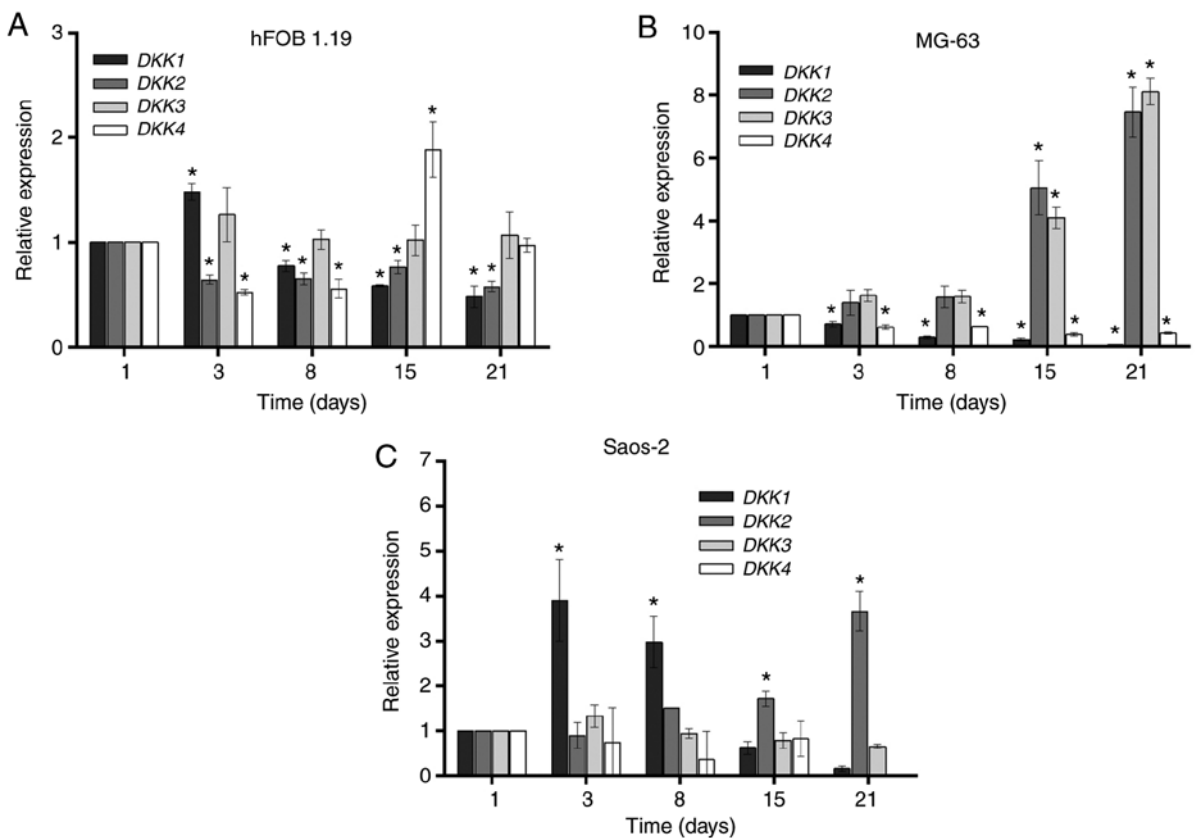 A
hFOB 1.19
DKK1
DKK2
DKK3
DKK4
Relative expression
3
2
1
0
* * * * * * * * * * *
1 3 8 15 21
Time (days)
B
MG-63
DKK1
DKK2
DKK3
DKK4
Relative expression
10
8
6
4
2
0
* * * * * * * * * * * *
1 3 8 15 21
Time (days)
C
Saos-2
DKK1
DKK2
DKK3
DKK4
Relative expression
7
6
5
4
3
2
1
0
* * * *
1 3 8 15 21
Time (days)